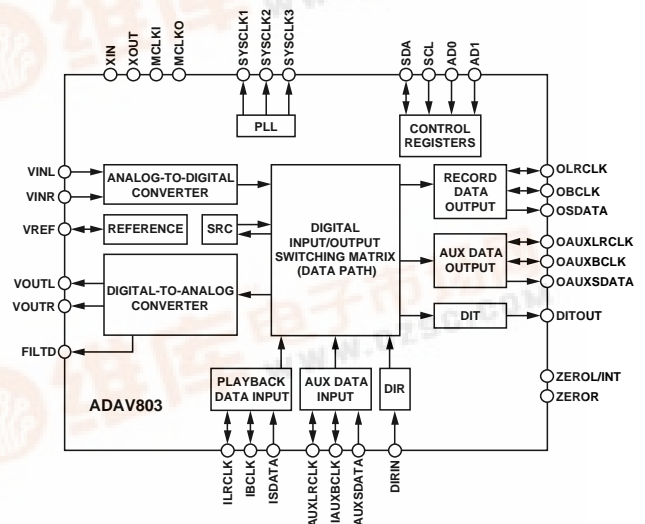 XIN
XOUT
MCLKI
MCLKO
SYSCLK1
SYSCLK2
SYSCLK3
SDA
SCL
AD0
AD1
PLL
CONTROL
REGISTERS
VINL
VINR
ANALOG-TO-DIGITAL
CONVERTER
VREF
REFERENCE
SRC
DIGITAL
INPUT/OUTPUT
SWITCHING MATRIX
(DATA PATH)
RECORD
DATA
OUTPUT
OLRCLK
OBCLK
OSDATA
AUX DATA
OUTPUT
OAUXLRCLK
OAUXBCLK
OAUXSDATA
VOUTL
VOUTR
DIGITAL-TO-ANALOG
CONVERTER
DIT
DITOUT
FILTD
PLAYBACK
DATA INPUT
AUX DATA
INPUT
DIR
ZEROL/INT
ZEROR
ADAV803
ILRCLK
IBCLK
ISDATA
AUXLRCLK
IAUXBCLK
AUXSDATA
DIRIN